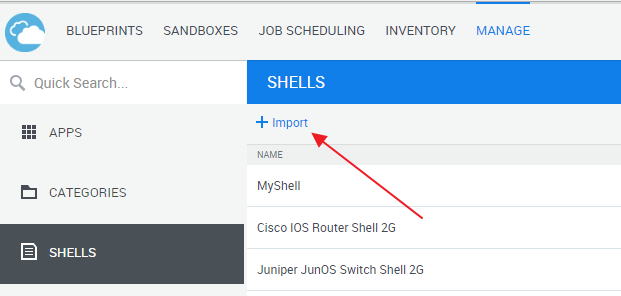 BLUEPRINTS SANDBOXES JOB SCHEDULING INVENTORY MANAGE
Quick Search...
APPS
CATEGORIES
SHELLS
SHELLS
+ Import
NAME
MyShell
Cisco IOS Router Shell 2G
Juniper JunOS Switch Shell 2G